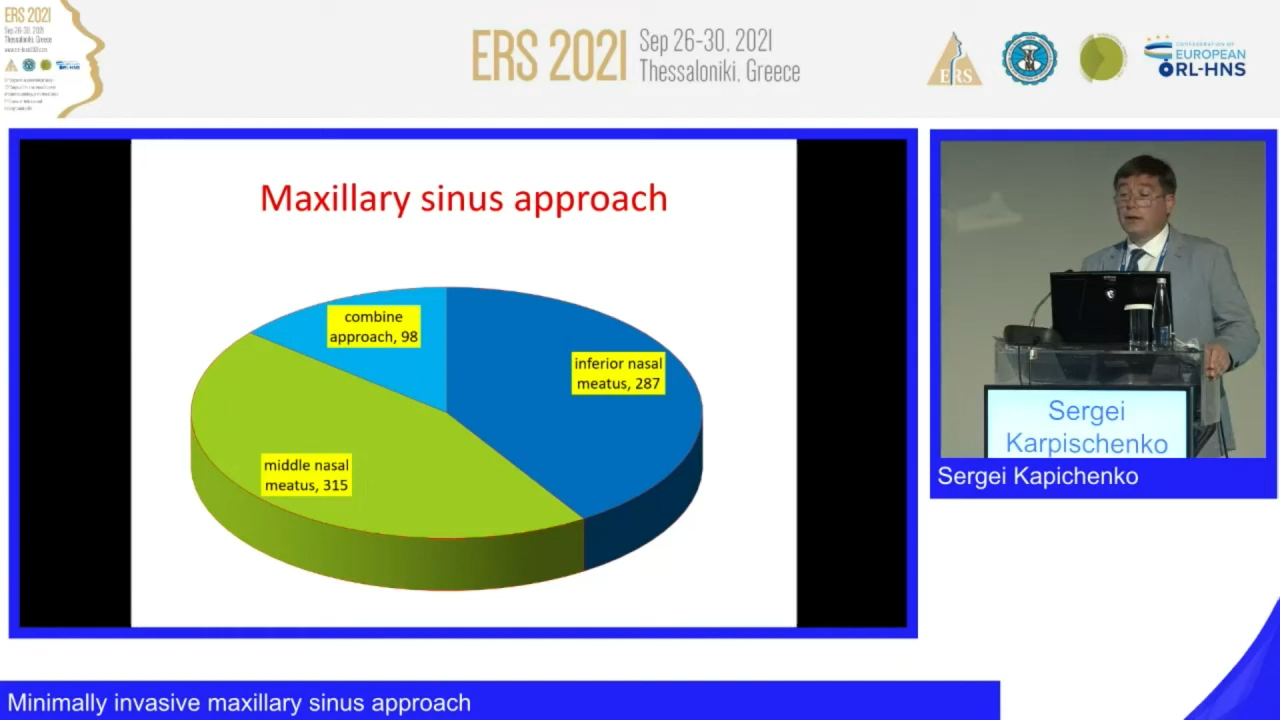 ERS 2021
Sep 26-30, 2021
Thessaloniki, Greece
ERS 2021
Sep 26-30, 2021
Thessaloniki, Greece
ERS
CONFEDERATION OF
EUROPEAN
ORL-HNS
Maxillary sinus approach
combine
approach, 98
inferior nasal
meatus, 287
middle nasal
meatus, 315
Sergei
Karpischenko
Sergei Kapichenko
Minimally invasive maxillary sinus approach